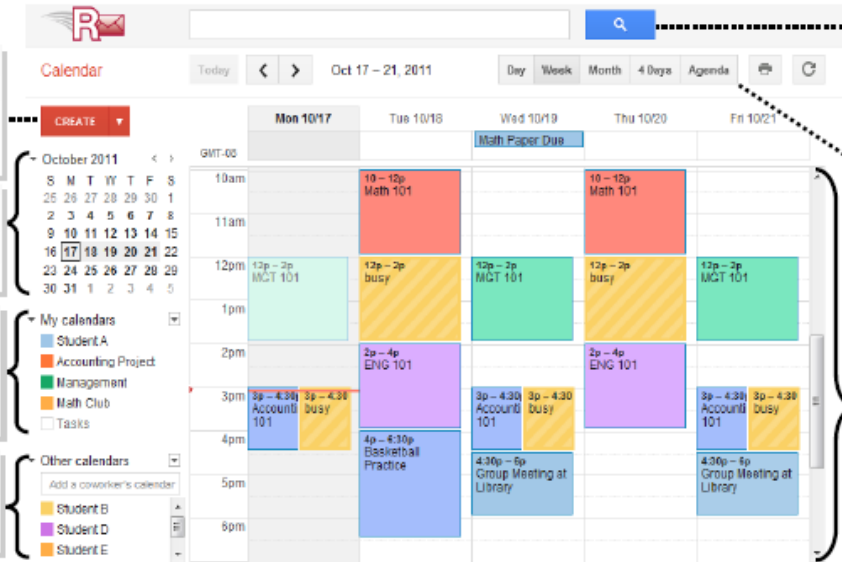 R
Calendar
Today
Oct 17 – 21, 2011
Day Week Month 4 Days Agenda
CREATE
Mon 10/17 Tue 10/18 Wed 10/19 Thu 10/20 Fri 10/21
GMT-08
Math Paper Due
October 2011
S M T W T F S
25 26 27 28 29 30 1
2 3 4 5 6 7 8
9 10 11 12 13 14 15
16 17 18 19 20 21 22
23 24 25 26 27 28 29
30 31 1 2 3 4 5
My calendars
Student A
Accounting Project
Management
Math Club
Tasks
Other calendars
Add a coworker's calendar
Student B
Student D
Student E
10am
11am
12pm
1pm
2pm
3pm
4pm
5pm
6pm
12p – 2p
MGT 101
3p – 4:30
Accounti
101
3p – 4:30
busy
10 – 12p
Math 101
12p – 2p
busy
2p – 4p
ENG 101
4p – 6:30p
Basketball
Practice
12p – 2p
MGT 101
3p – 4:30
Accounti
101
3p – 4:30
busy
4:30p – 6p
Group Meeting at
Library
10 – 12p
Math 101
12p – 2p
busy
2p – 4p
ENG 101
12p – 2p
MGT 101
3p – 4:30
Accounti
101
3p – 4:30
busy
4:30p – 6p
Group Meeting at
Library